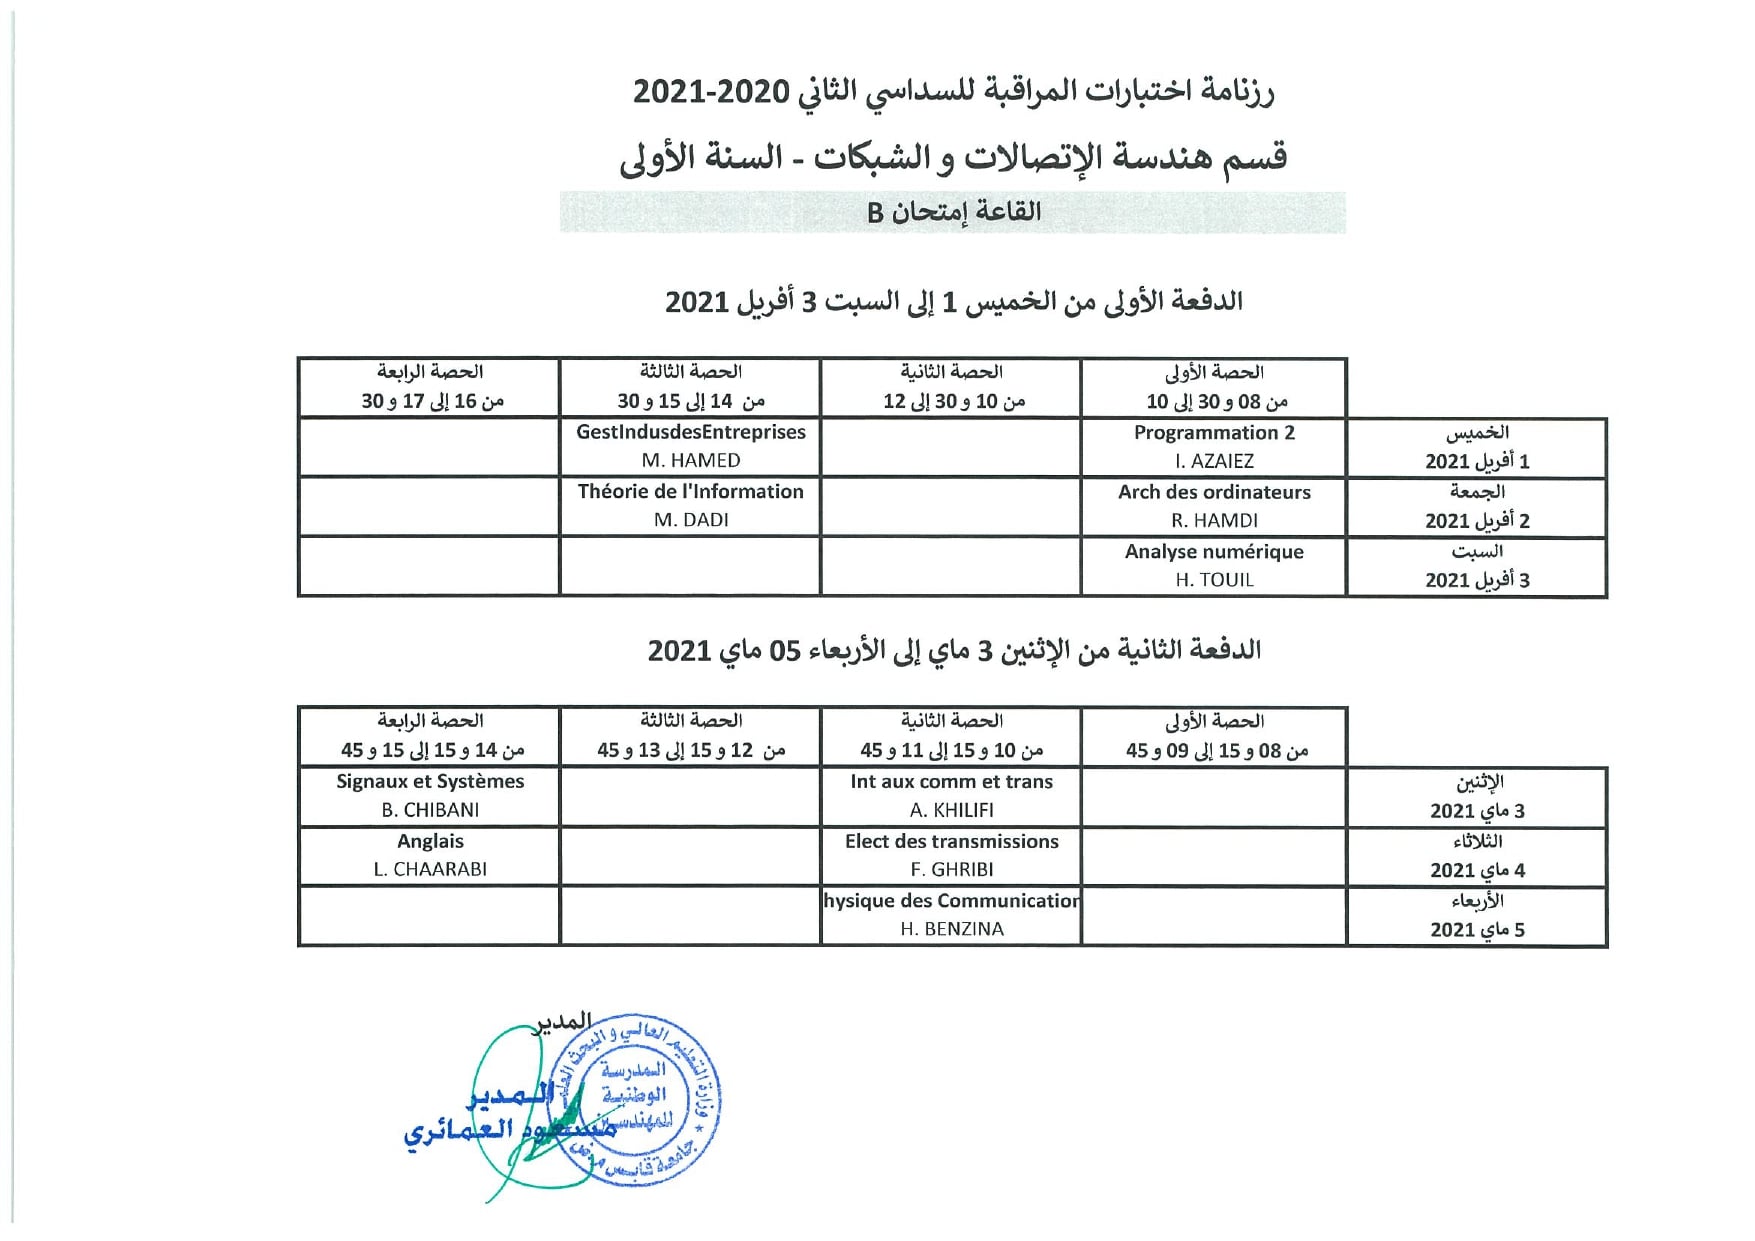 رزنامة اختبارات المراقبة للسداسي الثاني 2020-2021
قسم هندسة الإتصالات و الشبكات - السنة الأولى
القاعة إمتحان B
الدفعة الأولى من الخميس 1 إلى السبت 3 أفريل 2021
الحصة الأولى
من 08 و 30 إلى 10
الحصة الثانية
من 10 و 30 إلى 12
الحصة الثالثة
من 14 إلى 15 و 30
الحصة الرابعة
من 16 إلى 17 و 30
الخميس
1 أفريل 2021
Programmation 2
I. AZAIEZ
GestIndusdesEntreprises
M. HAMED
الجمعة
2 أفريل 2021
Arch des ordinateurs
R. HAMDI
Théorie de l'Information
M. DADI
السبت
3 أفريل 2021
Analyse numérique
H. TOUIL
الدفعة الثانية من الإثنين 3 ماي إلى الأربعاء 05 ماي 2021
الحصة الأولى
من 08 و 15 إلى 09 و 45
الحصة الثانية
من 10 و 15 إلى 11 و 45
الحصة الثالثة
من 12 و 15 إلى 13 و 45
الحصة الرابعة
من 14 و 15 إلى 15 و 45
الإثنين
3 ماي 2021
Int aux comm et trans
A. KHILIFI
Signaux et Systèmes
B. CHIBANI
الثلاثاء
4 ماي 2021
Elect des transmissions
F. GHRIBI
Anglais
L. CHAARABI
الأربعاء
5 ماي 2021
hysique des Communication
H. BENZINA
المدير
المدير
مسعود العمائري
وزارة التعليم العالي و البحث
المدرسة
الوطنية
للمهندسين
جامعة قابس